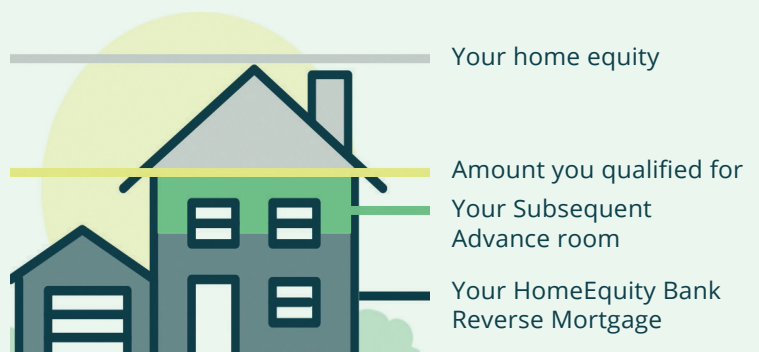 Your home equity
Amount you qualified for
Your Subsequent
Advance room
Your HomeEquity Bank
Reverse Mortgage